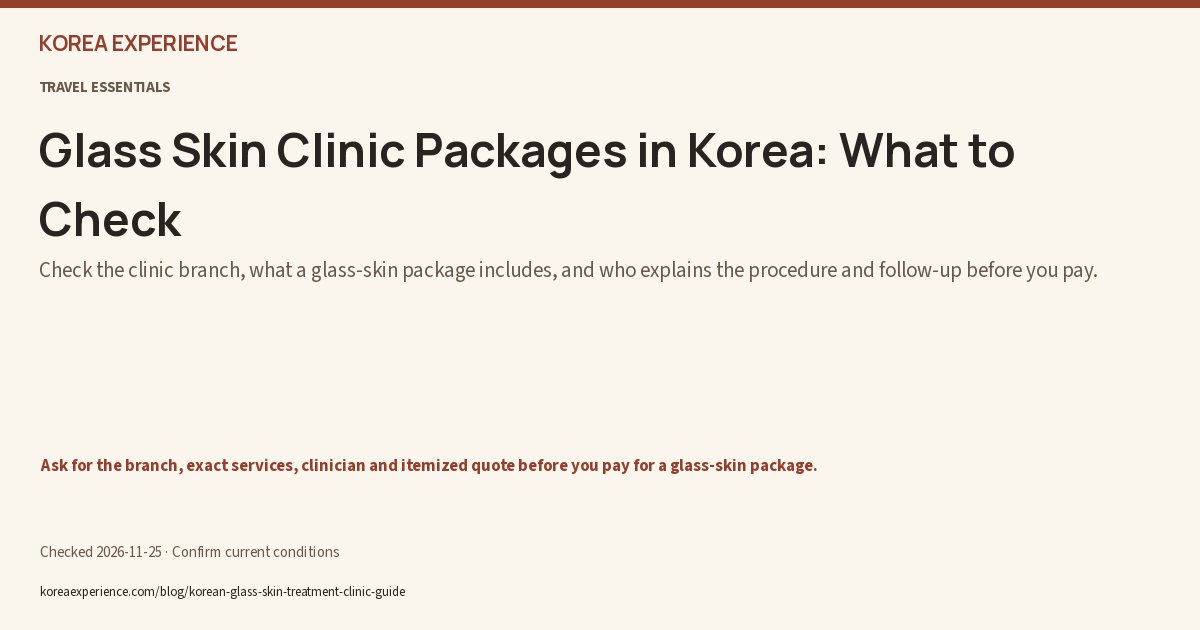 KOREA EXPERIENCE
TRAVEL ESSENTIALS
Glass Skin Clinic Packages in Korea: What to
Check
Check the clinic branch, what a glass-skin package includes, and who explains the procedure and follow-up before you pay.
Ask for the branch, exact services, clinician and itemized quote before you pay for a glass-skin package.
Checked 2026-11-25 · Confirm current conditions
koreaexperience.com/blog/korean-glass-skin-treatment-clinic-guide